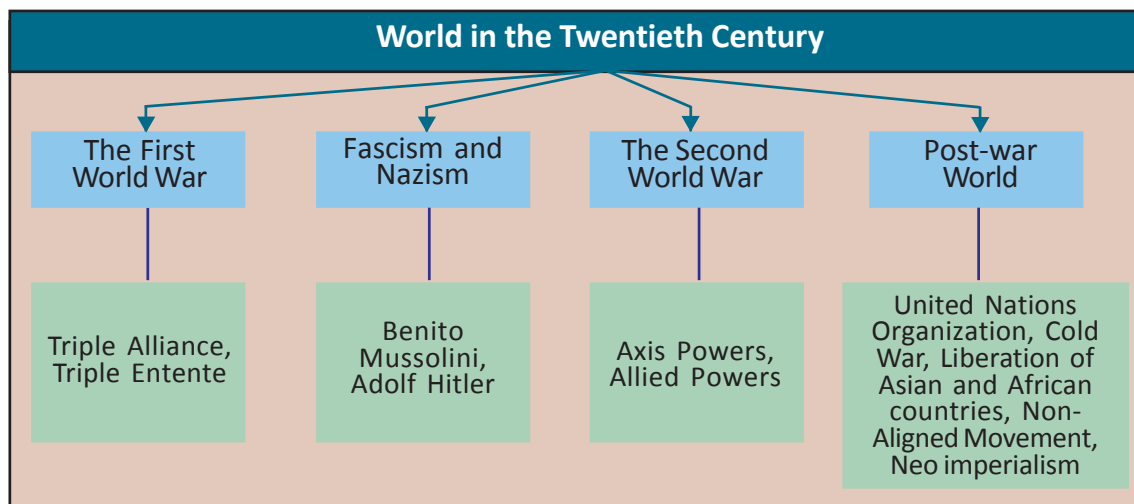 World in the Twentieth Century
The First
World War
Fascism and
Nazism
The Second
World War
Post-war
World
Triple Alliance,
Triple Entente
Benito
Mussolini,
Adolf Hitler
Axis Powers,
Allied Powers
United Nations
Organization, Cold
War, Liberation of
Asian and African
countries, Non-
Aligned Movement,
Neo imperialism